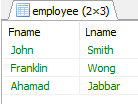 employee (2×3)
Fname Lname
John Smith
Franklin Wong
Ahamad Jabbar